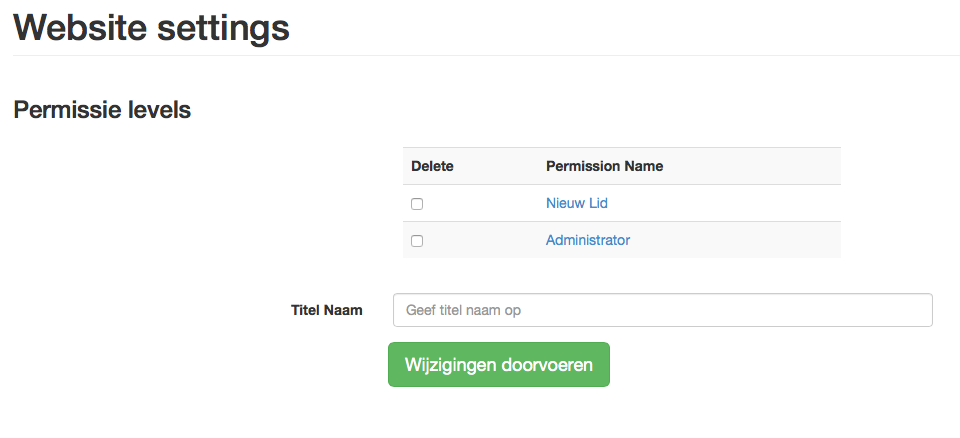 Website settings
Permissie levels
Delete Permission Name
Nieuw Lid
Administrator
Titel Naam Geef titel naam op
Wijzigingen doorvoeren